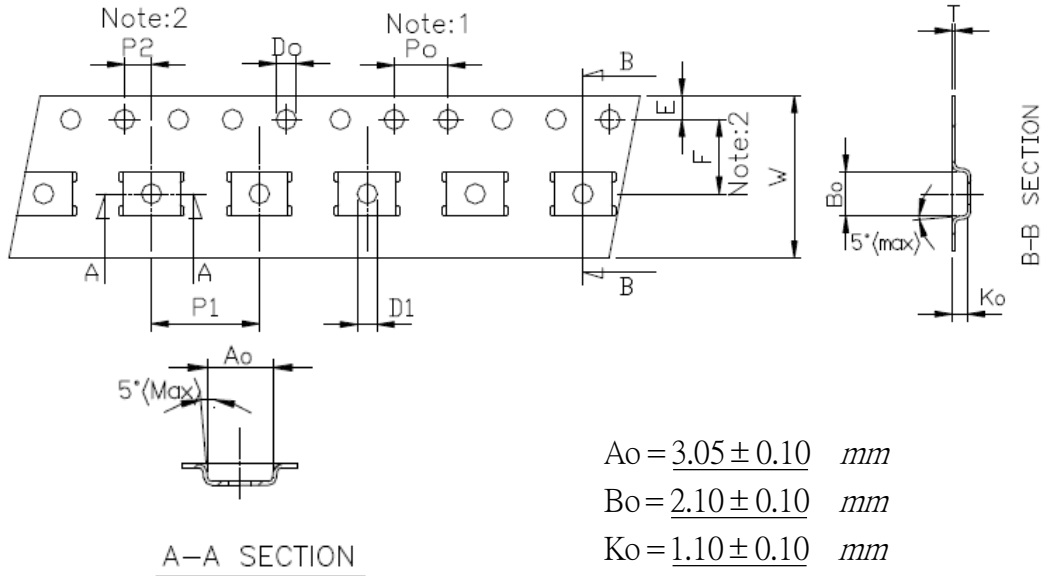 Note:2
P2
Do
Note:1
Po
B
E
F
Note:2
W
T
Bo
5°(max)
B-B SECTION
Ko
A
A
P1
D1
B
Ao
5°(Max)
A-A SECTION
Ao = 3.05 ± 0.10 mm
Bo = 2.10 ± 0.10 mm
Ko = 1.10 ± 0.10 mm